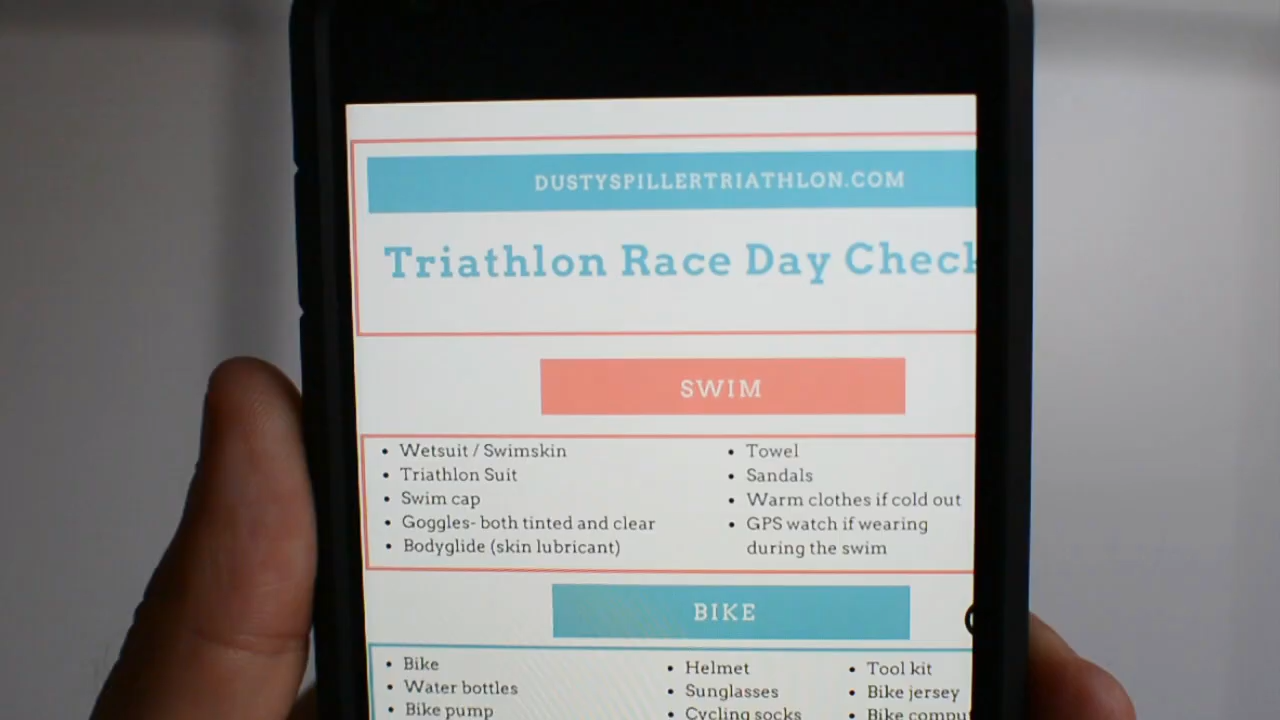 DUSTYSPILLERTRIATHLON.COM
Triathlon Race Day Check
SWIM
Wetsuit / Swimskin
Triathlon Suit
Swim cap
Goggles- both tinted and clear
Bodyglide (skin lubricant)
Towel
Sandals
Warm clothes if cold out
GPS watch if wearing
during the swim
BIKE
Bike
Water bottles
Bike pump
Helmet
Sunglasses
Cycling socks
Tool kit
Bike jersey
Bike